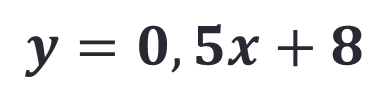 y = 0,5x + 8